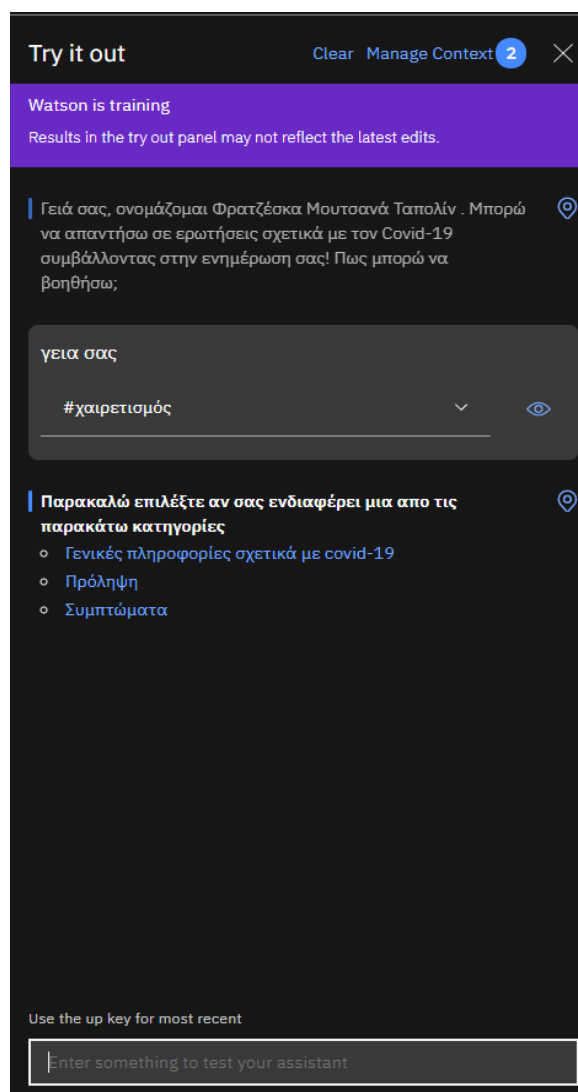 Try it out
Clear Manage Context 2
Watson is training
Results in the try out panel may not reflect the latest edits.
Γειά σας, ονομάζομαι Φρατζέσκα Μουτσανά Ταπολίν . Μπορώ
να απαντήσω σε ερωτήσεις σχετικά με τον Covid-19
συμβάλλοντας στην ενημέρωση σας! Πως μπορώ να
βοηθήσω;
γεια σας
#χαιρετισμός
Παρακαλώ επιλέξτε αν σας ενδιαφέρει μια απο τις
παρακάτω κατηγορίες
Γενικές πληροφορίες σχετικά με covid-19
Πρόληψη
Συμπτώματα
Use the up key for most recent
Enter something to test your assistant